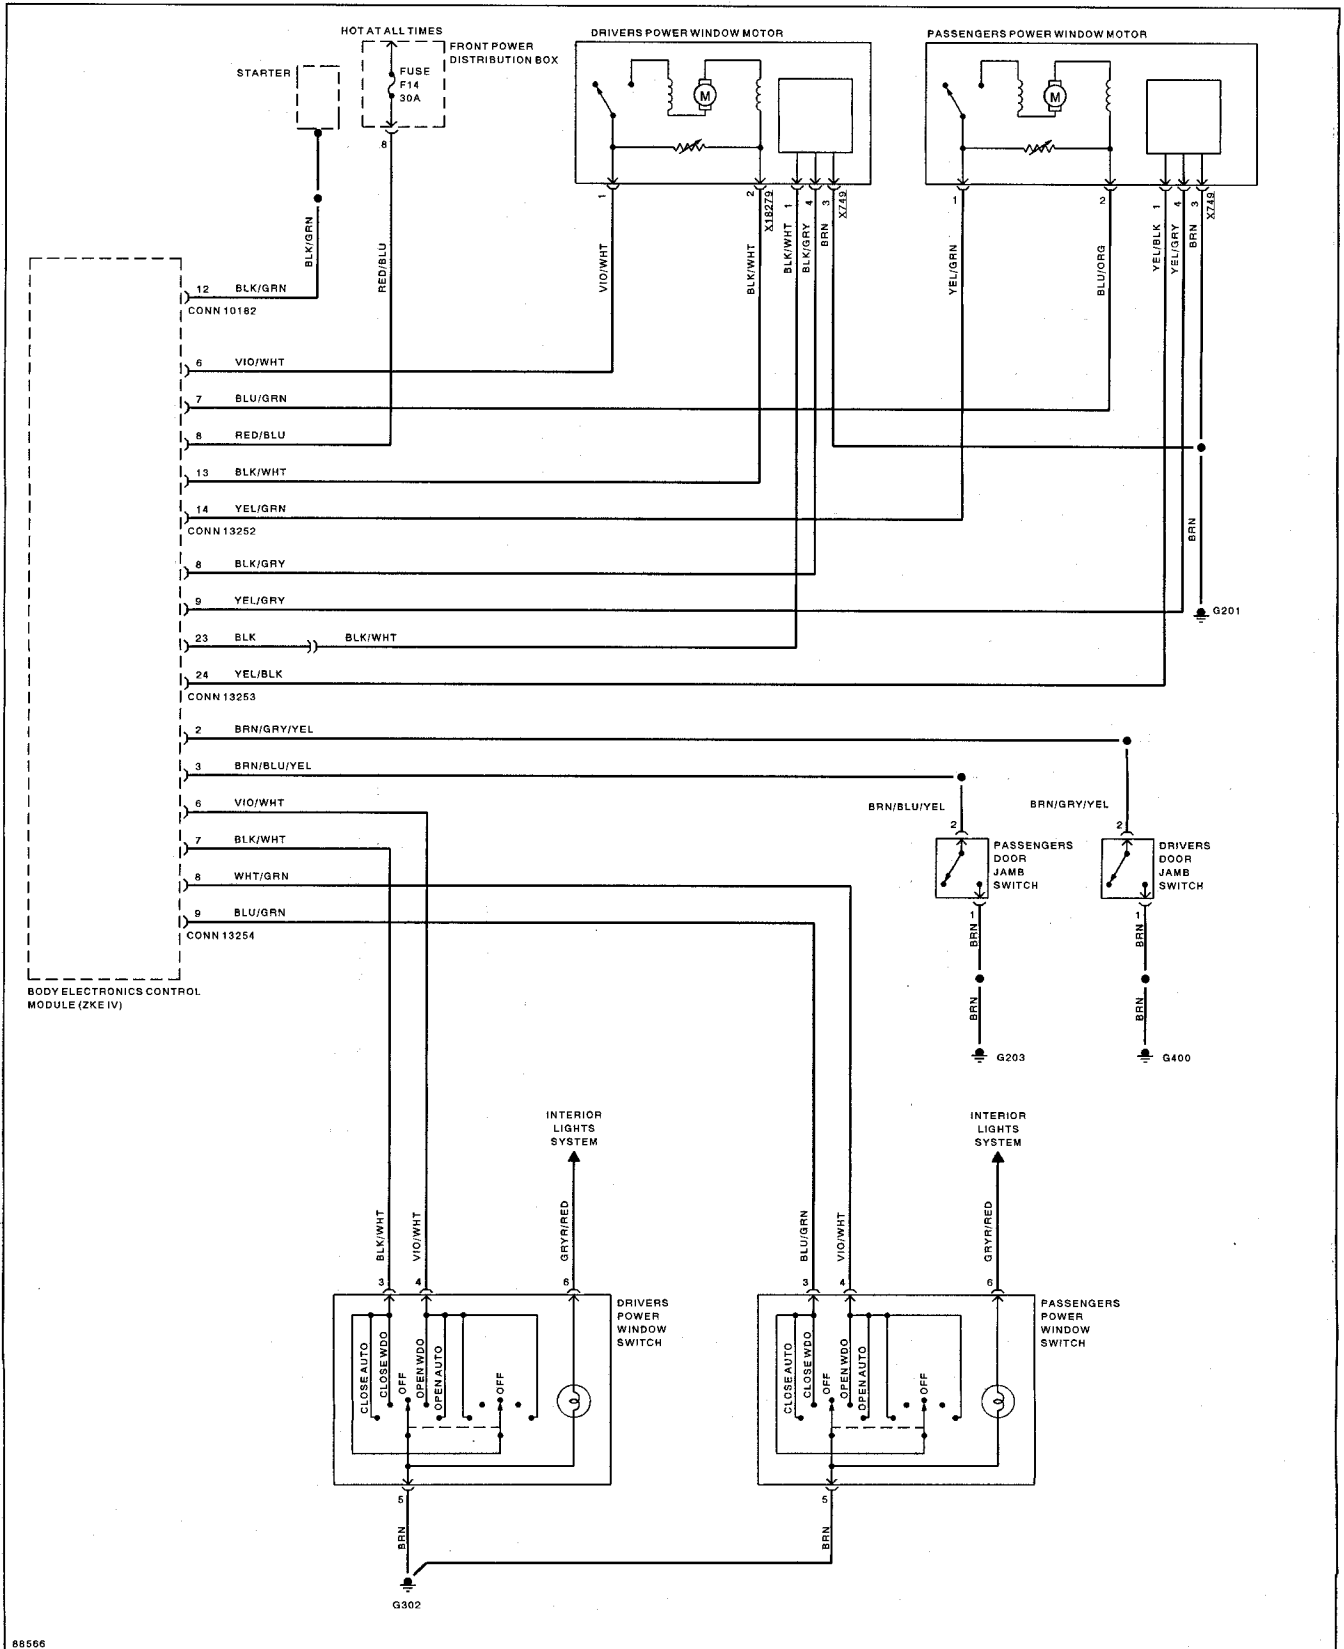 HOT AT ALL TIMES
STARTER
FUSE
F14
30A
FRONT POWER
DISTRIBUTION BOX
8
DRIVERS POWER WINDOW MOTOR
M
1
2
X18279
1
4
3
X749
PASSENGERS POWER WINDOW MOTOR
M
1
2
1
4
3
X749
BLK/GRN
RED/BLU
VIO/WHT
BLK/WHT
BLK/WHT
BLK/GRY
BRN
YEL/GRN
BLU/ORG
YEL/BLK
YEL/GRY
BRN
12 BLK/GRN
CONN 10182
6 VIO/WHT
7 BLU/GRN
8 RED/BLU
13 BLK/WHT
14 YEL/GRN
CONN 13252
8 BLK/GRY
9 YEL/GRY
23 BLK BLK/WHT
24 YEL/BLK
CONN 13253
BRN
G201
2 BRN/GRY/YEL
3 BRN/BLU/YEL
6 VIO/WHT
7 BLK/WHT
8 WHT/GRN
9 BLU/GRN
CONN 13254
BODY ELECTRONICS CONTROL
MODULE (ZKE IV)
BRN/BLU/YEL
2
PASSENGERS
DOOR
JAMB
SWITCH
1
BRN
BRN
G203
BRN/GRY/YEL
2
DRIVERS
DOOR
JAMB
SWITCH
1
BRN
BRN
G400
INTERIOR
LIGHTS
SYSTEM
BLK/WHT
VIO/WHT
GRYR/RED
3
4
6
DRIVERS
POWER
WINDOW
SWITCH
CLOSE AUTO
CLOSE WDO
OFF
OPEN WDO
OPEN AUTO
OFF
5
BRN
G302
INTERIOR
LIGHTS
SYSTEM
BLU/GRN
VIO/WHT
GRYR/RED
3
4
6
PASSENGERS
POWER
WINDOW
SWITCH
CLOSE AUTO
CLOSE WDO
OFF
OPEN WDO
OPEN AUTO
OFF
5
BRN
88566